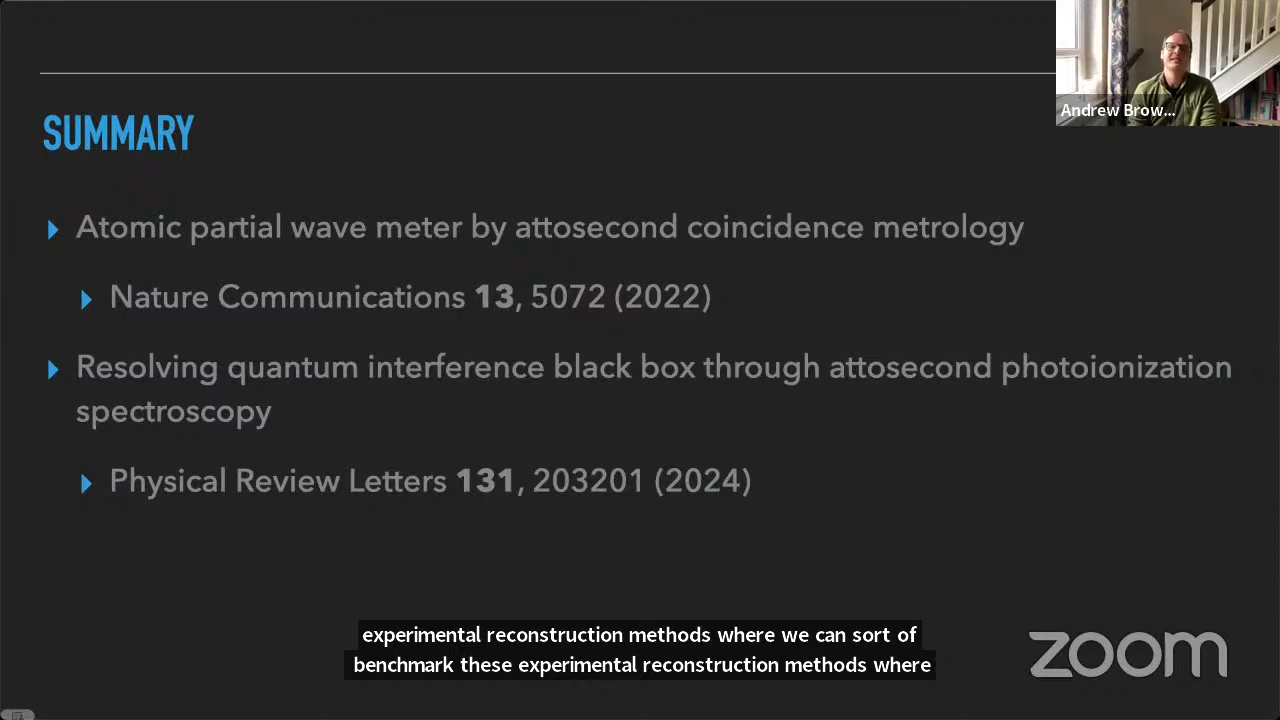 Andrew Brow...
SUMMARY
Atomic partial wave meter by attosecond coincidence metrology
Nature Communications 13, 5072 (2022)
Resolving quantum interference black box through attosecond photoionization
spectroscopy
Physical Review Letters 131, 203201 (2024)
experimental reconstruction methods where we can sort of
benchmark these experimental reconstruction methods where
zoom